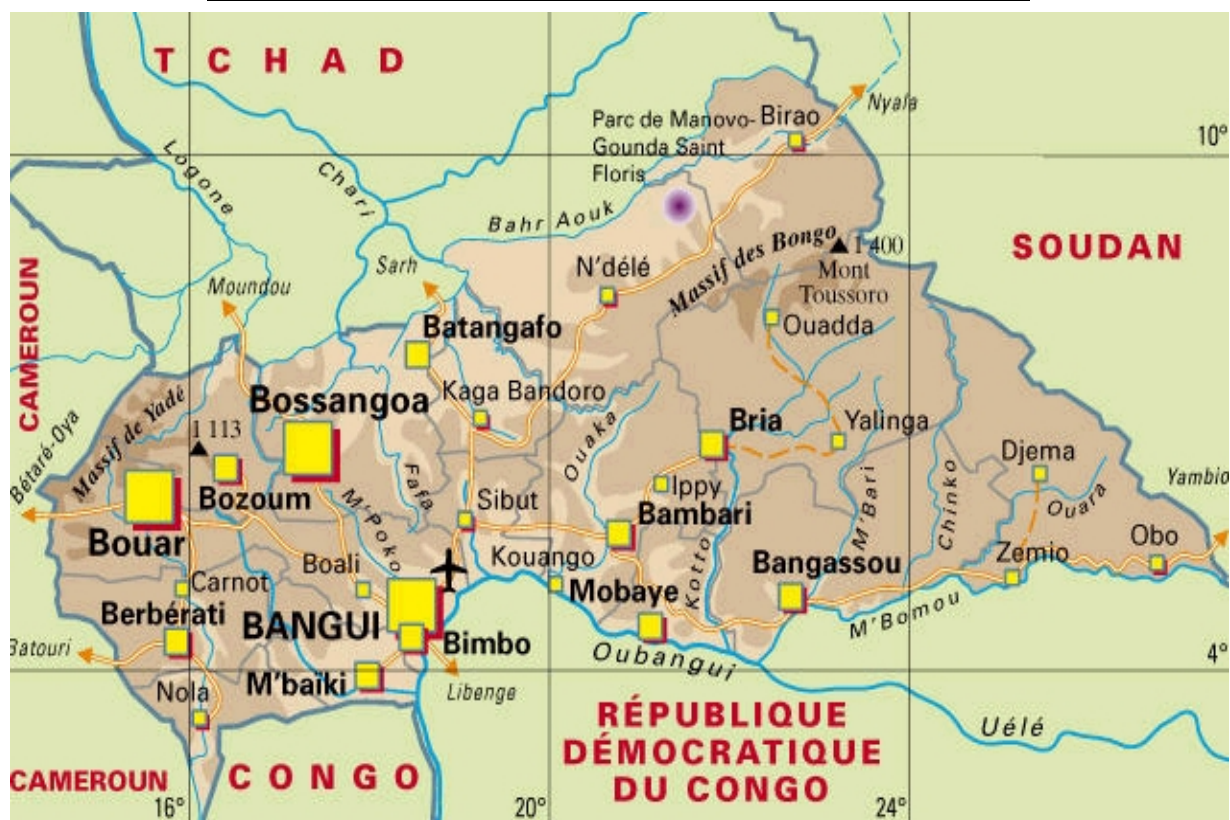 TCHAD
Nyala
Parc de Manovo-
Gounda Saint
Floris
Birao
10°
Logone
Chari
Bahr Aouk
Massif des Bongo
1 400
Mont
Toussoro
SOUDAN
CAMEROUN
Sarh
Moundou
N'délé
Ouadda
Batangafo
Kaga Bandoro
Bossangoa
Massif de Yadé
1 113
Bétaré-Oya
Bria
Yalinga
Ouaka
Djema
Yambio
Bozoum
Fafa
M'Poko
Sibut
Ippy
Bambari
M'Bari
Chinko
Ouara
Bouar
Boali
Kouango
Kotto
Bangassou
Zemio
Obo
Carnot
Berbérati
BANGUI
Mobaye
M'Bomou
Batouri
Bimbo
Oubangui
4°
Nola
M'baïki
Libenge
RÉPUBLIQUE
DÉMOCRATIQUE
DU CONGO
Uélé
CAMEROUN
CONGO
16°
20°
24°